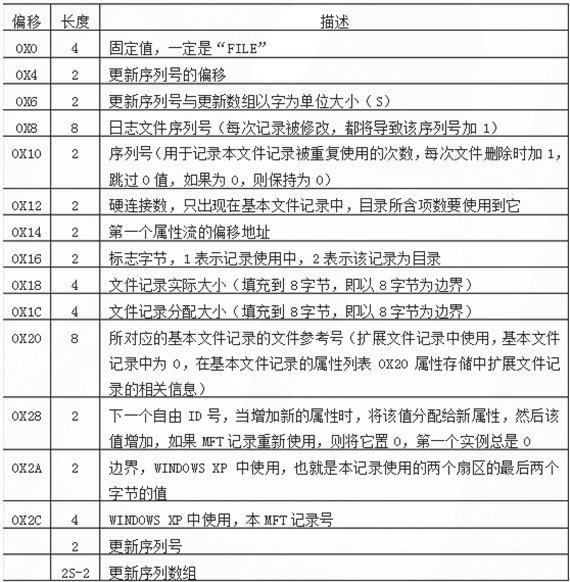 偏移 长度 描述
0X0 4 固定值，一定是“FILE”
0X4 2 更新序列号的偏移
0X6 2 更新序列号与更新数组以字为单位大小（S）
0X8 8 日志文件序列号（每次记录被修改，都将导致该序列号加 1）
0X10 2 序列号（用于记录本文件记录被重复使用的次数，每次文件删除时加 1，
跳过 0 值，如果为 0，则保持为 0）
0X12 2 硬连接数，只出现在基本文件记录中，目录所含项数要使用到它
0X14 2 第一个属性流的偏移地址
0X16 2 标志字节，1 表示记录使用中，2 表示该记录为目录
0X18 4 文件记录实际大小（填充到 8 字节，即以 8 字节为边界）
0X1C 4 文件记录分配大小（填充到 8 字节，即以 8 字节为边界）
0X20 8 所对应的基本文件记录的文件参考号（扩展文件记录中使用，基本文件
记录中为 0，在基本文件记录的属性列表 0X20 属性存储中扩展文件记
录的相关信息）
0X28 2 下一个自由 ID 号，当增加新的属性时，将该值分配给新属性，然后该
值增加，如果 MFT 记录重新使用，则将它置 0，第一个实例总是 0
0X2A 2 边界，WINDOWS XP 中使用，也就是本记录使用的两个扇区的最后两个
字节的值
0X2C 4 WINDOWS XP 中使用，本 MFT 记录号
2 更新序列号
2S-2 更新序列数组